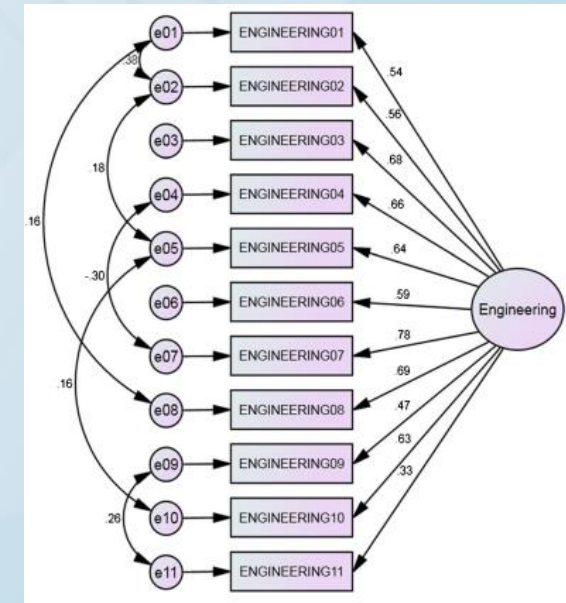 e01 ENGINEERING01
.54
.38
e02 ENGINEERING02
.56
e03 ENGINEERING03
.68
.18
e04 ENGINEERING04
.66
.16
e05 ENGINEERING05
.64
-.30
e06 ENGINEERING06
.59
Engineering
e07 ENGINEERING07
.78
.16
e08 ENGINEERING08
.69
e09 ENGINEERING09
.47
.26
e10 ENGINEERING10
.63
.33
e11 ENGINEERING11